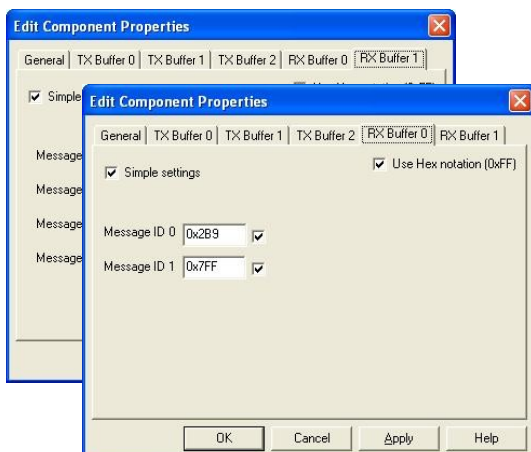 Edit Component Properties
General TX Buffer 0 TX Buffer 1 TX Buffer 2 RX Buffer 0 RX Buffer 1
Simple
Message
Message
Message
Message
Edit Component Properties
General TX Buffer 0 TX Buffer 1 TX Buffer 2 RX Buffer 0 RX Buffer 1
Simple settings
Use Hex notation (0xFF)
Message ID 0 0x2B9
Message ID 1 0x7FF
OK Cancel Apply Help